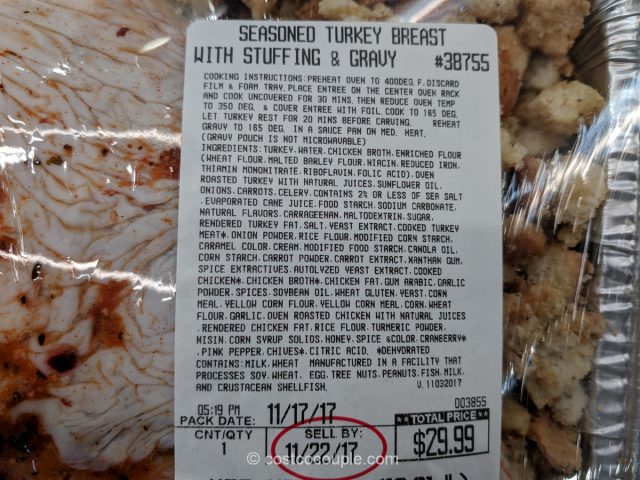 SEASONED TURKEY BREAST
WITH STUFFING & GRAVY #38755
COOKING INSTRUCTIONS:PREHEAT OVEN TO 400DEG.F.DISCARD
FILM & FOAM TRAY.PLACE ENTREE ON THE CENTER OVEN RACK
AND COOK UNCOVERED FOR 30 MINS.THEN REDUCE OVEN TEMP
TO 350 DEG. & COVER ENTREE WITH FOIL.COOK TO 165 DEG.
LET TURKEY REST FOR 20 MINS BEFORE CARVING. REHEAT
GRAVY TO 165 DEG. IN A SAUCE PAN ON MED. HEAT.
(GRAVY POUCH IS NOT MICROWAVABLE)
INGREDIENTS:TURKEY.WATER.CHICKEN BROTH.ENRICHED FLOUR
(WHEAT FLOUR.MALTED BARLEY FLOUR.NIACIN.REDUCED IRON.
THIAMIN MONONITRATE.RIBOFLAVIN.FOLIC ACID).OVEN
ROASTED TURKEY WITH NATURAL JUICES.SUNFLOWER OIL.
ONIONS.CARROTS.CELERY.CONTAINS 2% OR LESS OF SEA SALT
.EVAPORATED CANE JUICE.FOOD STARCH.SODIUM CARBONATE.
NATURAL FLAVORS.CARRAGEENAN.MALTODEXTRIN.SUGAR.
RENDERED TURKEY FAT.SALT.YEAST EXTRACT.COOKED TURKEY
MEAT*.ONION POWDER.RICE FLOUR.MODIFIED CORN STARCH.
CARAMEL COLOR.CREAM.MODIFIED FOOD STARCH.CANOLA OIL.
CORN STARCH.CARROT POWDER.CARROT EXTRACT.XANTHAN GUM.
SPICE EXTRACTIVES.AUTOLYZED YEAST EXTRACT.COOKED
CHICKEN*.CHICKEN BROTH*.CHICKEN FAT.GUM ARABIC.GARLIC
POWDER.SPICES.SOYBEAN OIL.WHEAT GLUTEN.YEAST.CORN
MEAL.YELLOW CORN FLOUR.YELLOW CORN MEAL.CORN.WHEAT
FLOUR.GARLIC.OVEN ROASTED CHICKEN WITH NATURAL JUICES
.RENDERED CHICKEN FAT.RICE FLOUR.TURMERIC POWDER.
NISIN.CORN SYRUP SOLIDS.HONEY.SPICE &COLOR.CRANBERRY*
.PINK PEPPER.CHIVES*.CITRIC ACID. *DEHYDRATED
CONTAINS:MILK.WHEAT MANUFACTURED IN A FACILITY THAT
PROCESSES SOY.WHEAT. EGG.TREE NUTS.PEANUTS.FISH.MILK.
AND CRUSTACEAN SHELLFISH. U.11032017
05:19 PM 11/17/17 003855
PACK DATE: **TOTAL PRICE**
CNT/QTY SELL BY: $29.99
1 11/22/17
© costcocouple.com